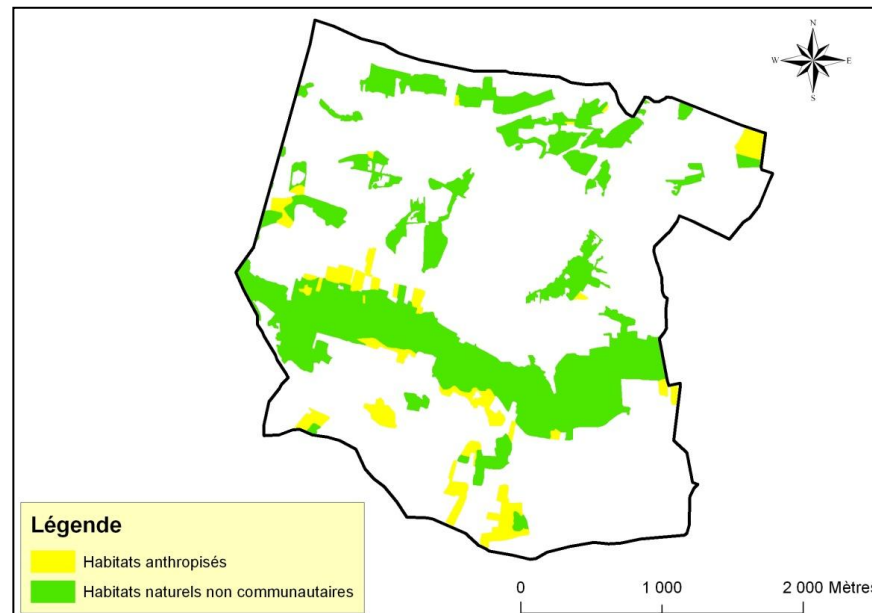 N
W E
S
Légende
Habitats anthropisés
Habitats naturels non communautaires
0 1 000 2 000 Mètres